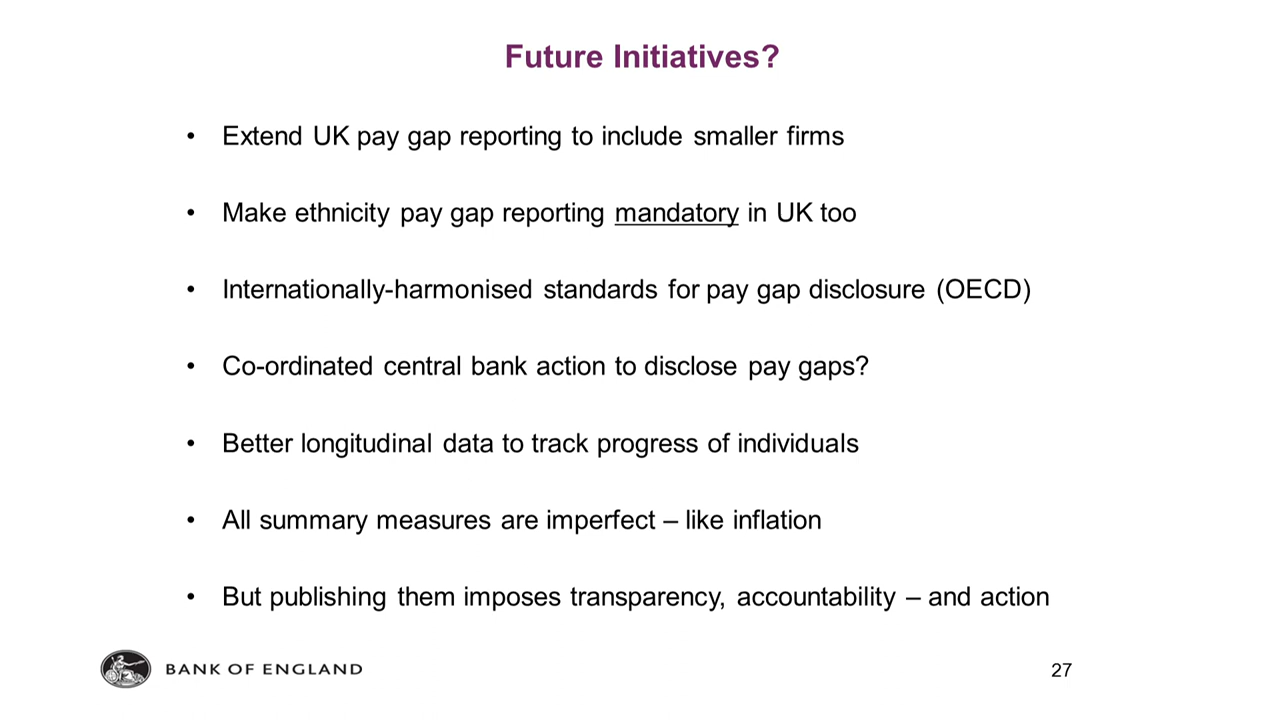 Future Initiatives?
• Extend UK pay gap reporting to include smaller firms
• Make ethnicity pay gap reporting mandatory in UK too
• Internationally-harmonised standards for pay gap disclosure (OECD)
• Co-ordinated central bank action to disclose pay gaps?
• Better longitudinal data to track progress of individuals
• All summary measures are imperfect – like inflation
• But publishing them imposes transparency, accountability – and action
BANK OF ENGLAND
27